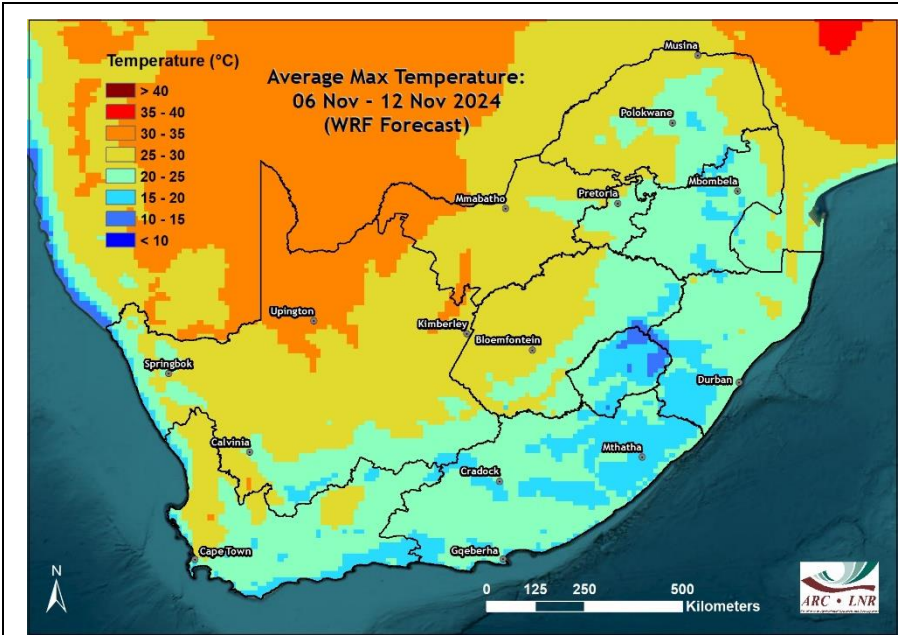 Temperature (°C)
> 40
35 - 40
30 - 35
25 - 30
20 - 25
15 - 20
10 - 15
< 10
Average Max Temperature:
06 Nov - 12 Nov 2024
(WRF Forecast)
Musina
Polokwane
Mbombela
Pretoria
Mmabatho
Upington
Kimberley
Bloemfontein
Springbok
Durban
Calvinia
Mthatha
Cradock
Cape Town
Gqeberha
N
0 125 250 500
Kilometers
ARC • LNR